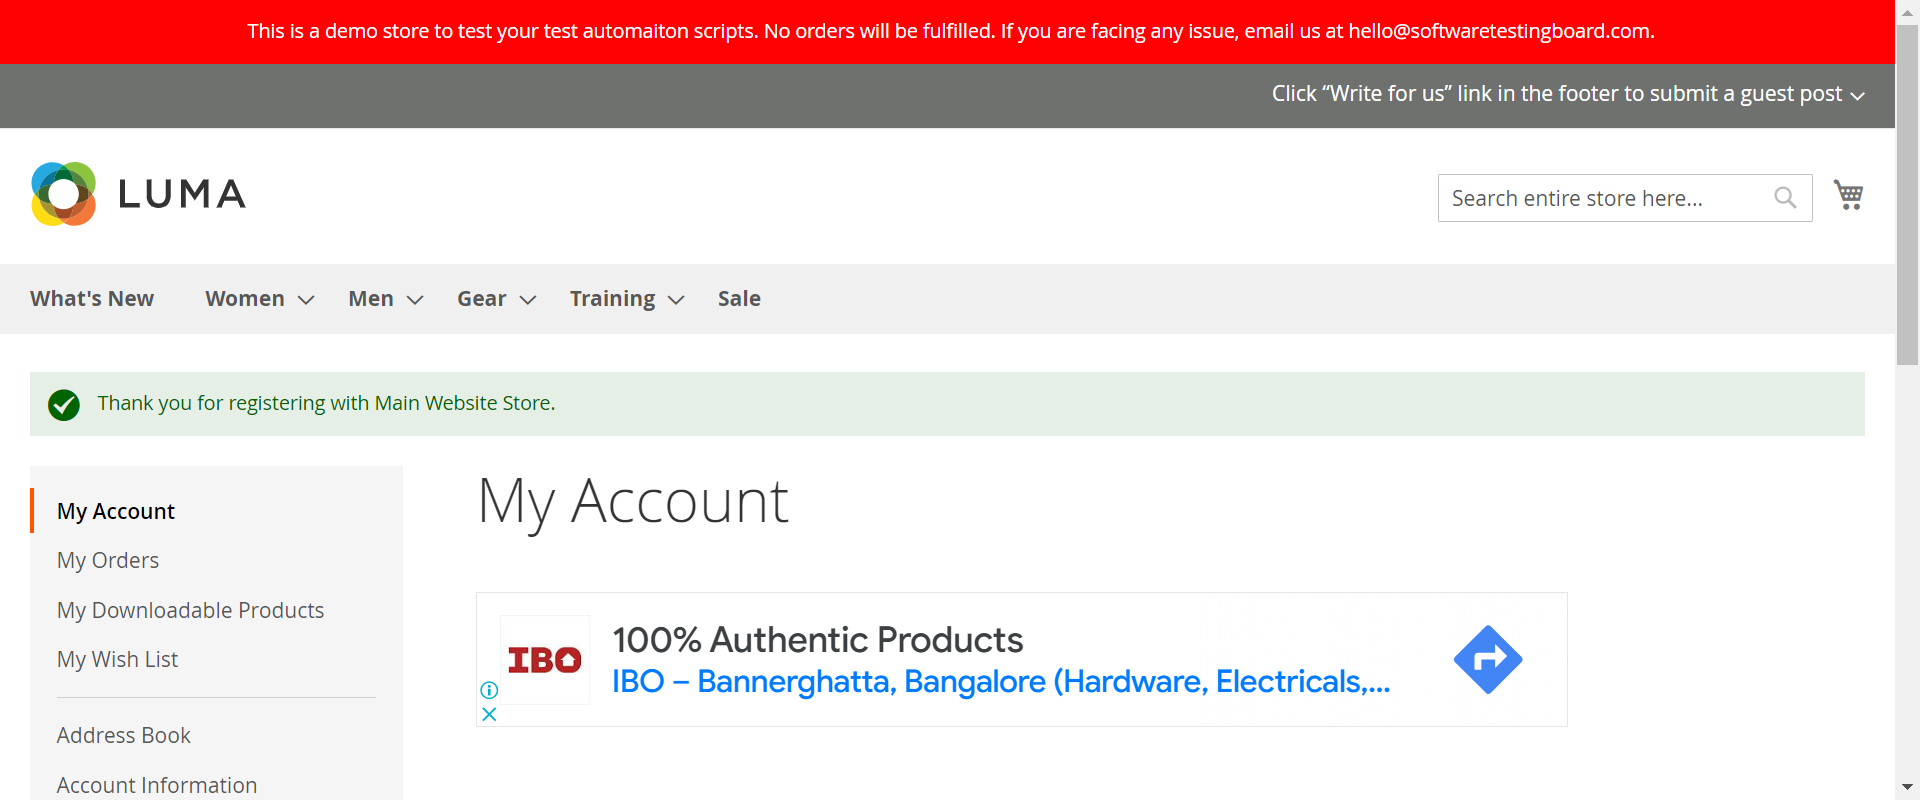 This is a demo store to test your test automaiton scripts. No orders will be fulfilled. If you are facing any issue, email us at hello@softwaretestingboard.com.
Click “Write for us” link in the footer to submit a guest post
LUMA
Search entire store here...
What's New Women Men Gear Training Sale
Thank you for registering with Main Website Store.
My Account
My Orders
My Downloadable Products
My Wish List
Address Book
Account Information
My Account
IBO
100% Authentic Products
IBO – Bannerghatta, Bangalore (Hardware, Electricals,...